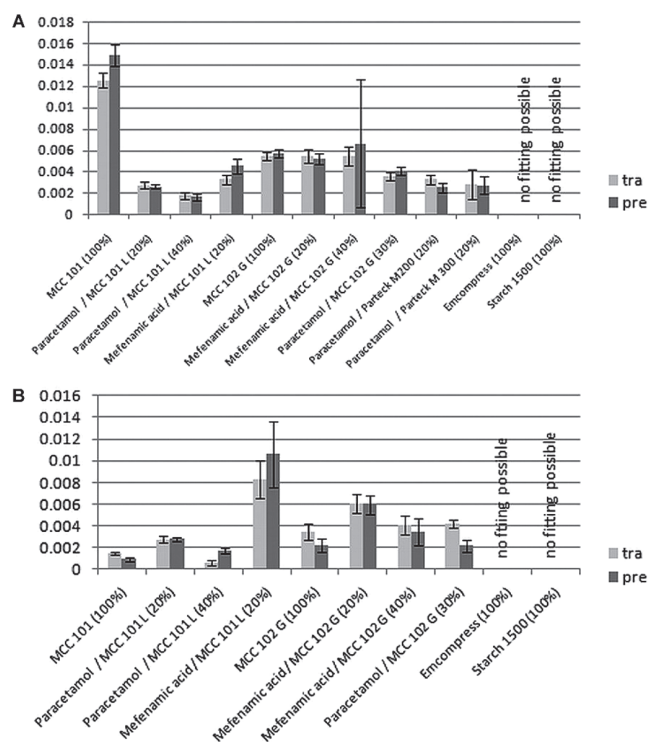 A
0.018
0.016
0.014
0.012
0.01
0.008
0.006
0.004
0.002
0
no fitting possible
no fitting possible
tra
pre
MCC 101 (100%)
Paracetamol / MCC 101 L (20%)
Paracetamol / MCC 101 L (40%)
Mefenamic acid / MCC 101 L (20%)
MCC 102 G (100%)
Mefenamic acid / MCC 102 G (20%)
Mefenamic acid / MCC 102 G (40%)
Paracetamol / MCC 102 G (30%)
Paracetamol / Parteck M200 (20%)
Paracetamol / Parteck M 300 (20%)
Emcompress (100%)
Starch 1500 (100%)
B
0.016
0.014
0.012
0.01
0.008
0.006
0.004
0.002
0
no fitting possible
no fitting possible
tra
pre
MCC 101 (100%)
Paracetamol / MCC 101 L (20%)
Paracetamol / MCC 101 L (40%)
Mefenamic acid / MCC 101 L (20%)
MCC 102 G (100%)
Mefenamic acid / MCC 102 G (20%)
Mefenamic acid / MCC 102 G (40%)
Paracetamol / MCC 102 G (30%)
Emcompress (100%)
Starch 1500 (100%)